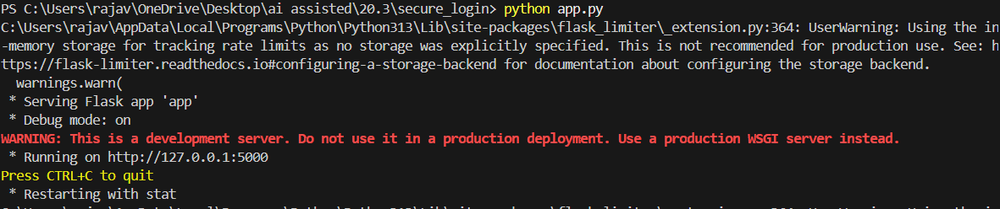 PS C:\Users\rajav\OneDrive\Desktop\ai assisted\20.3\secure_login> python app.py
C:\Users\rajav\AppData\Local\Programs\Python\Python313\Lib\site-packages\flask_limiter\_extension.py:364: UserWarning: Using the in
-memory storage for tracking rate limits as no storage was explicitly specified. This is not recommended for production use. See: h
ttps://flask-limiter.readthedocs.io#configuring-a-storage-backend for documentation about configuring the storage backend.
  warnings.warn(
 * Serving Flask app 'app'
 * Debug mode: on
WARNING: This is a development server. Do not use it in a production deployment. Use a production WSGI server instead.
 * Running on http://127.0.0.1:5000
Press CTRL+C to quit
 * Restarting with stat